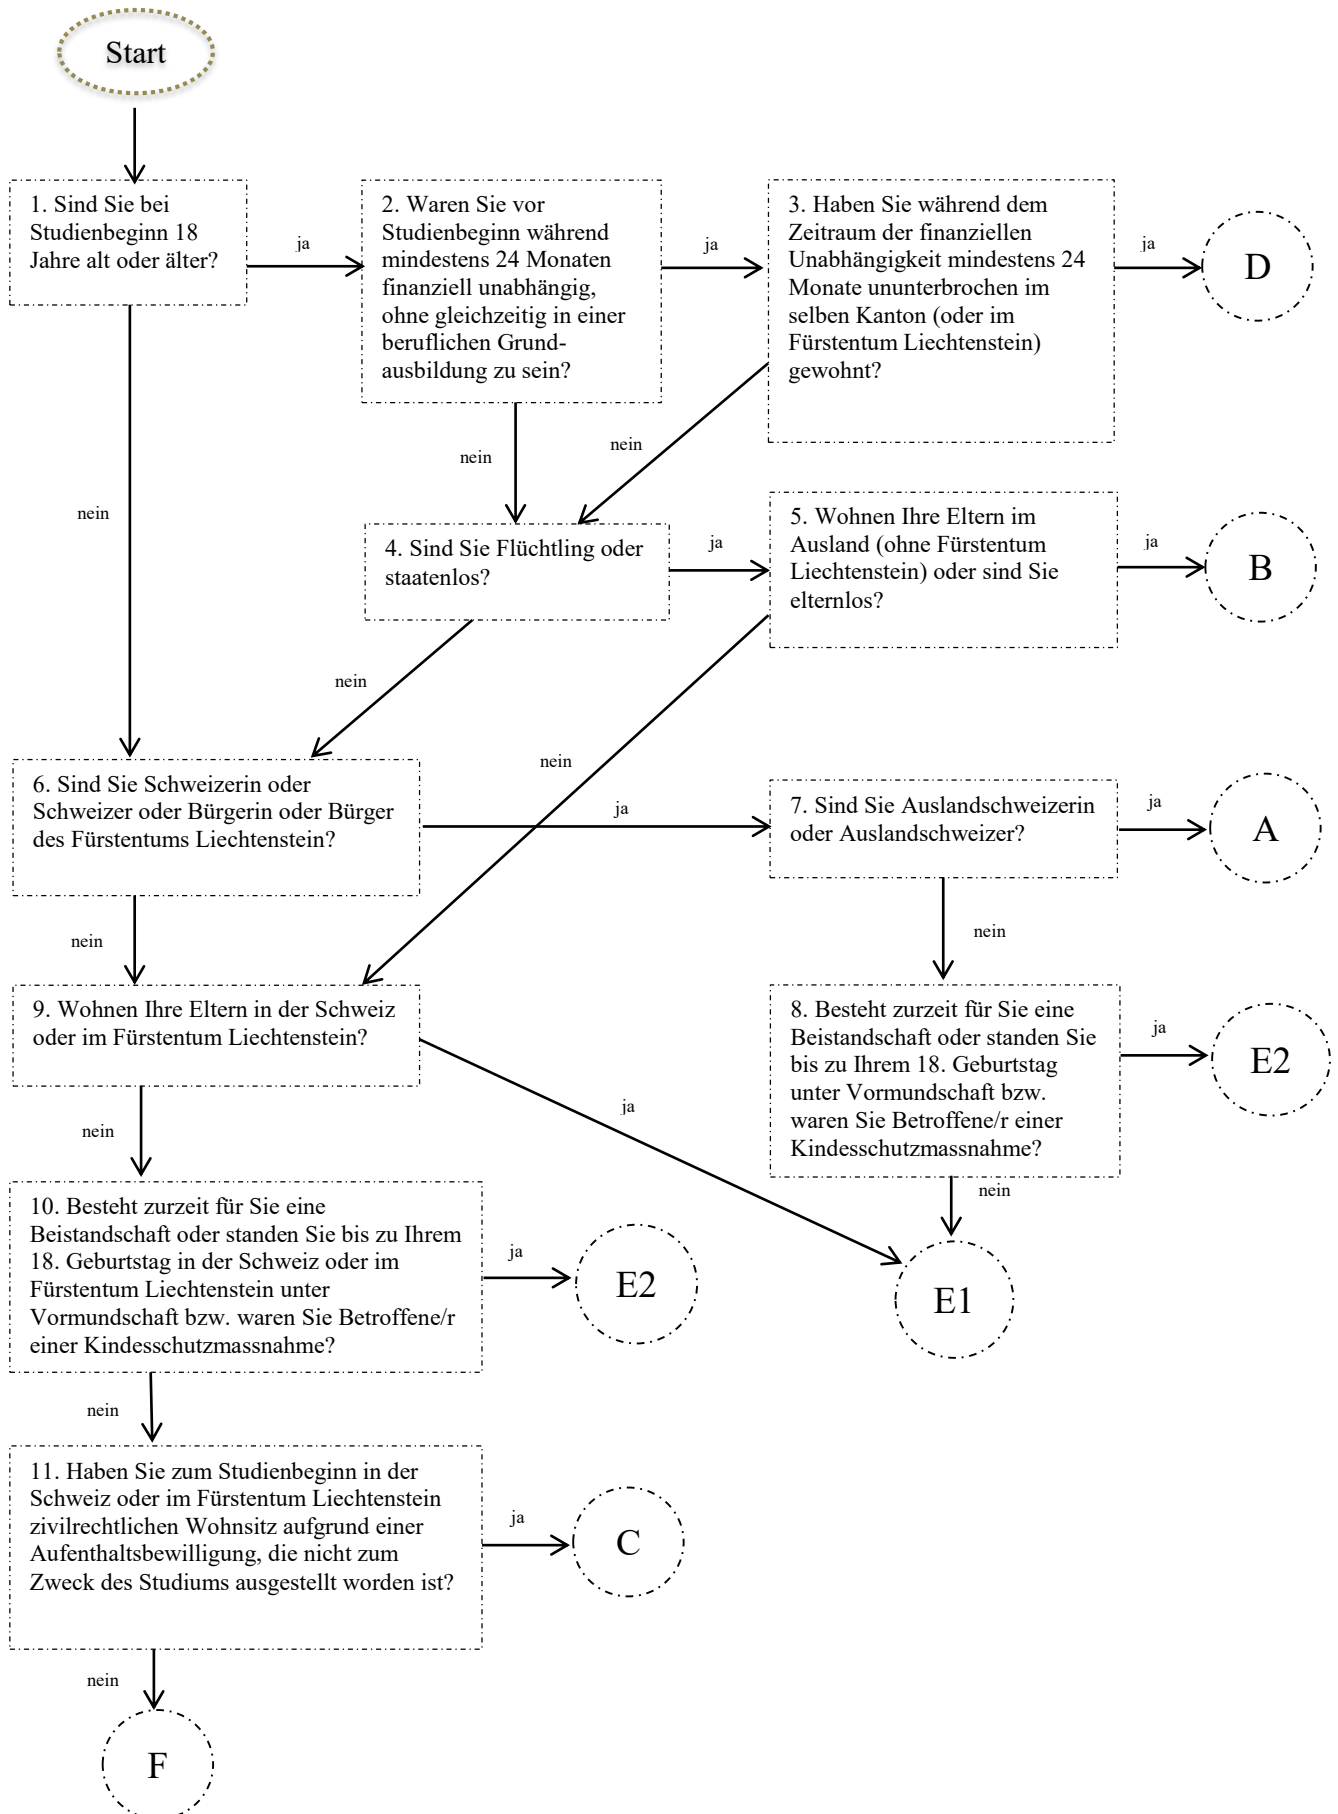 Start
1. Sind Sie bei
Studienbeginn 18
Jahre alt oder älter?
ja
2. Waren Sie vor
Studienbeginn während
mindestens 24 Monaten
finanziell unabhängig,
ohne gleichzeitig in einer
beruflichen Grund-
ausbildung zu sein?
ja
3. Haben Sie während dem
Zeitraum der finanziellen
Unabhängigkeit mindestens 24
Monate ununterbrochen im
selben Kanton (oder im
Fürstentum Liechtenstein)
gewohnt?
ja
D
nein
nein
nein
4. Sind Sie Flüchtling oder
staatenlos?
ja
5. Wohnen Ihre Eltern im
Ausland (ohne Fürstentum
Liechtenstein) oder sind Sie
elternlos?
ja
B
nein
nein
6. Sind Sie Schweizerin oder
Schweizer oder Bürgerin oder Bürger
des Fürstentums Liechtenstein?
ja
7. Sind Sie Auslandschweizerin
oder Auslandschweizer?
ja
A
nein
nein
9. Wohnen Ihre Eltern in der Schweiz
oder im Fürstentum Liechtenstein?
ja
8. Besteht zurzeit für Sie eine
Beistandschaft oder standen Sie
bis zu Ihrem 18. Geburtstag
unter Vormundschaft bzw.
waren Sie Betroffene/r einer
Kindesschutzmassnahme?
ja
E2
nein
nein
10. Besteht zurzeit für Sie eine
Beistandschaft oder standen Sie bis zu Ihrem
18. Geburtstag in der Schweiz oder im
Fürstentum Liechtenstein unter
Vormundschaft bzw. waren Sie Betroffene/r
einer Kindesschutzmassnahme?
ja
E2
E1
nein
11. Haben Sie zum Studienbeginn in der
Schweiz oder im Fürstentum Liechtenstein
zivilrechtlichen Wohnsitz aufgrund einer
Aufenthaltsbewilligung, die nicht zum
Zweck des Studiums ausgestellt worden ist?
ja
C
nein
F